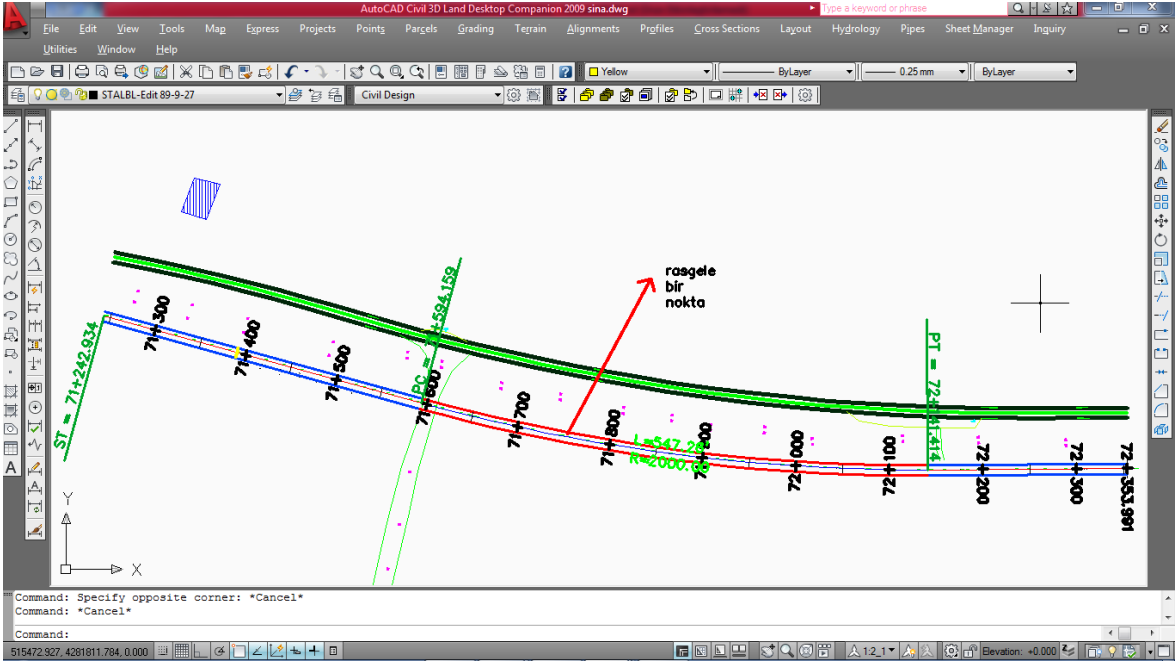 AutoCAD Civil 3D Land Desktop Companion 2009 sina.dwg
Type a keyword or phrase
File Edit View Tools Map Express Projects Points Parcels Grading Terrain Alignments Profiles Cross Sections Layout Hydrology Pipes Sheet Manager Inquiry
Utilities Window Help
Yellow ByLayer 0.25 mm ByLayer
STALBL-Edit 89-9-27 Civil Design
rasgele
bir
nokta
ST = 71+242.934
71+300
71+400
71+500
71+600
71+700
71+800
72+000
72+100
72+200
72+300
72+353.991
L=547.26
Y
X
A
Command: Specify opposite corner: *Cancel*
Command: *Cancel*
Command:
515472.927, 4281811.784, 0.000 1:2_1 Elevation: +0.000